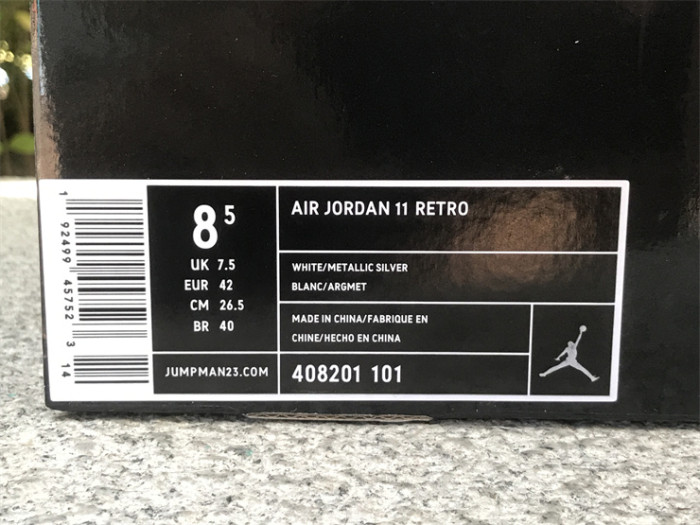 1 92499 45752 3 14
8 5
UK 7.5
EUR 42
CM 26.5
BR 40
JUMPMAN23.COM
AIR JORDAN 11 RETRO
WHITE/METALLIC SILVER
BLANC/ARGMET
MADE IN CHINA/FABRIQUE EN
CHINE/HECHO EN CHINA
408201 101